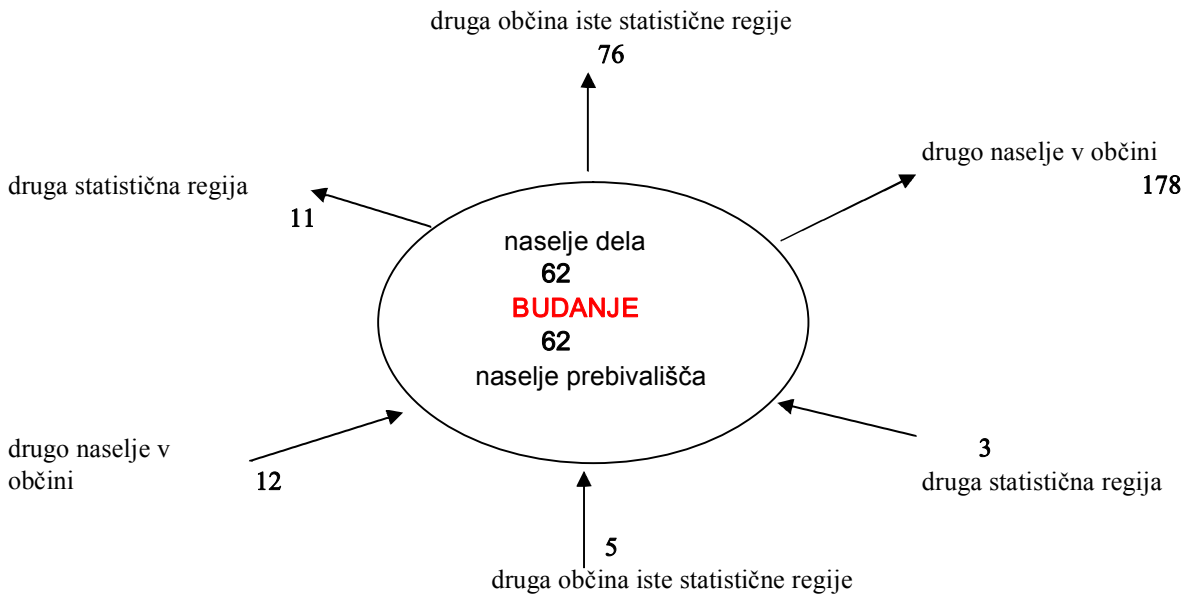 druga občina iste statistične regije
76
drugo naselje v občini
178
druga statistična regija
11
naselje dela
62
BUDANJE
62
naselje prebivališča
drugo naselje v
občini
12
3
druga statistična regija
5
druga občina iste statistične regije